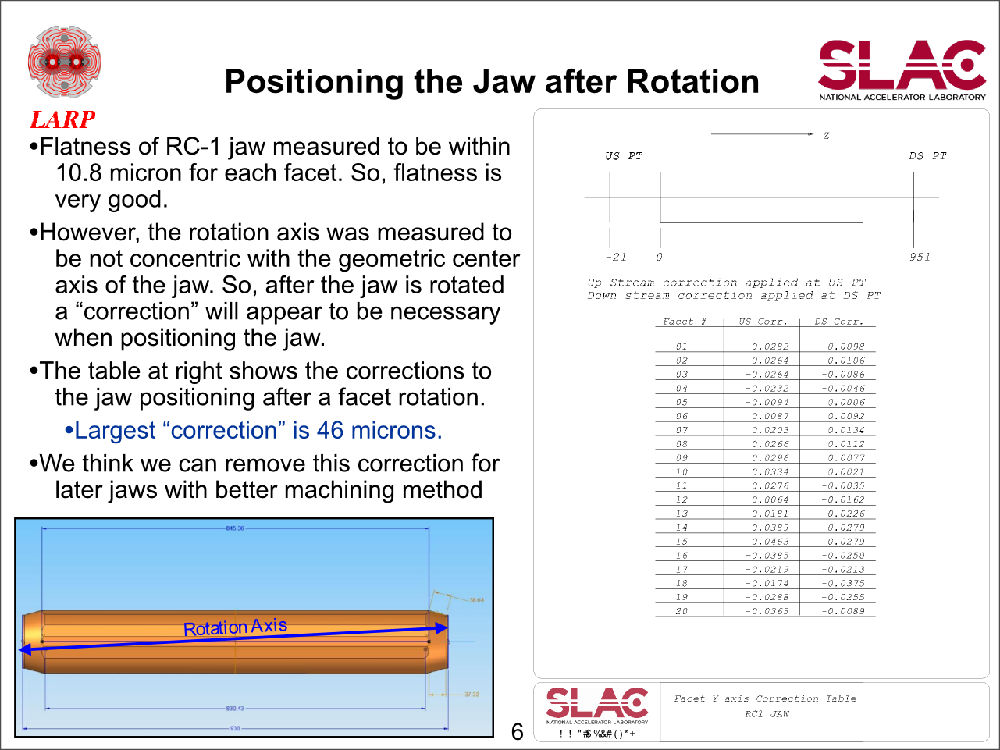 Positioning the Jaw after Rotation
SLAC
NATIONAL ACCELERATOR LABORATORY
LARP
•Flatness of RC-1 jaw measured to be within
10.8 micron for each facet. So, flatness is
very good.
•However, the rotation axis was measured to
be not concentric with the geometric center
axis of the jaw. So, after the jaw is rotated
a “correction” will appear to be necessary
when positioning the jaw.
•The table at right shows the corrections to
the jaw positioning after a facet rotation.
•Largest “correction” is 46 microns.
•We think we can remove this correction for
later jaws with better machining method
845.36
38.64
Rotation Axis
37.32
830.43
930
6
Z
US PT DS PT
-21 0 951
Up Stream correction applied at US PT
Down stream correction applied at DS PT
Facet # US Corr. DS Corr.
01 -0.0282 -0.0098
02 -0.0264 -0.0106
03 -0.0264 -0.0086
04 -0.0232 -0.0046
05 -0.0094 0.0006
06 0.0087 0.0092
07 0.0203 0.0134
08 0.0266 0.0112
09 0.0296 0.0077
10 0.0334 0.0021
11 0.0276 -0.0035
12 0.0064 -0.0162
13 -0.0181 -0.0226
14 -0.0389 -0.0279
15 -0.0463 -0.0279
16 -0.0385 -0.0250
17 -0.0219 -0.0213
18 -0.0174 -0.0375
19 -0.0288 -0.0255
20 -0.0365 -0.0089
SLAC
NATIONAL ACCELERATOR LABORATORY
Facet Y axis Correction Table
RC1 JAW